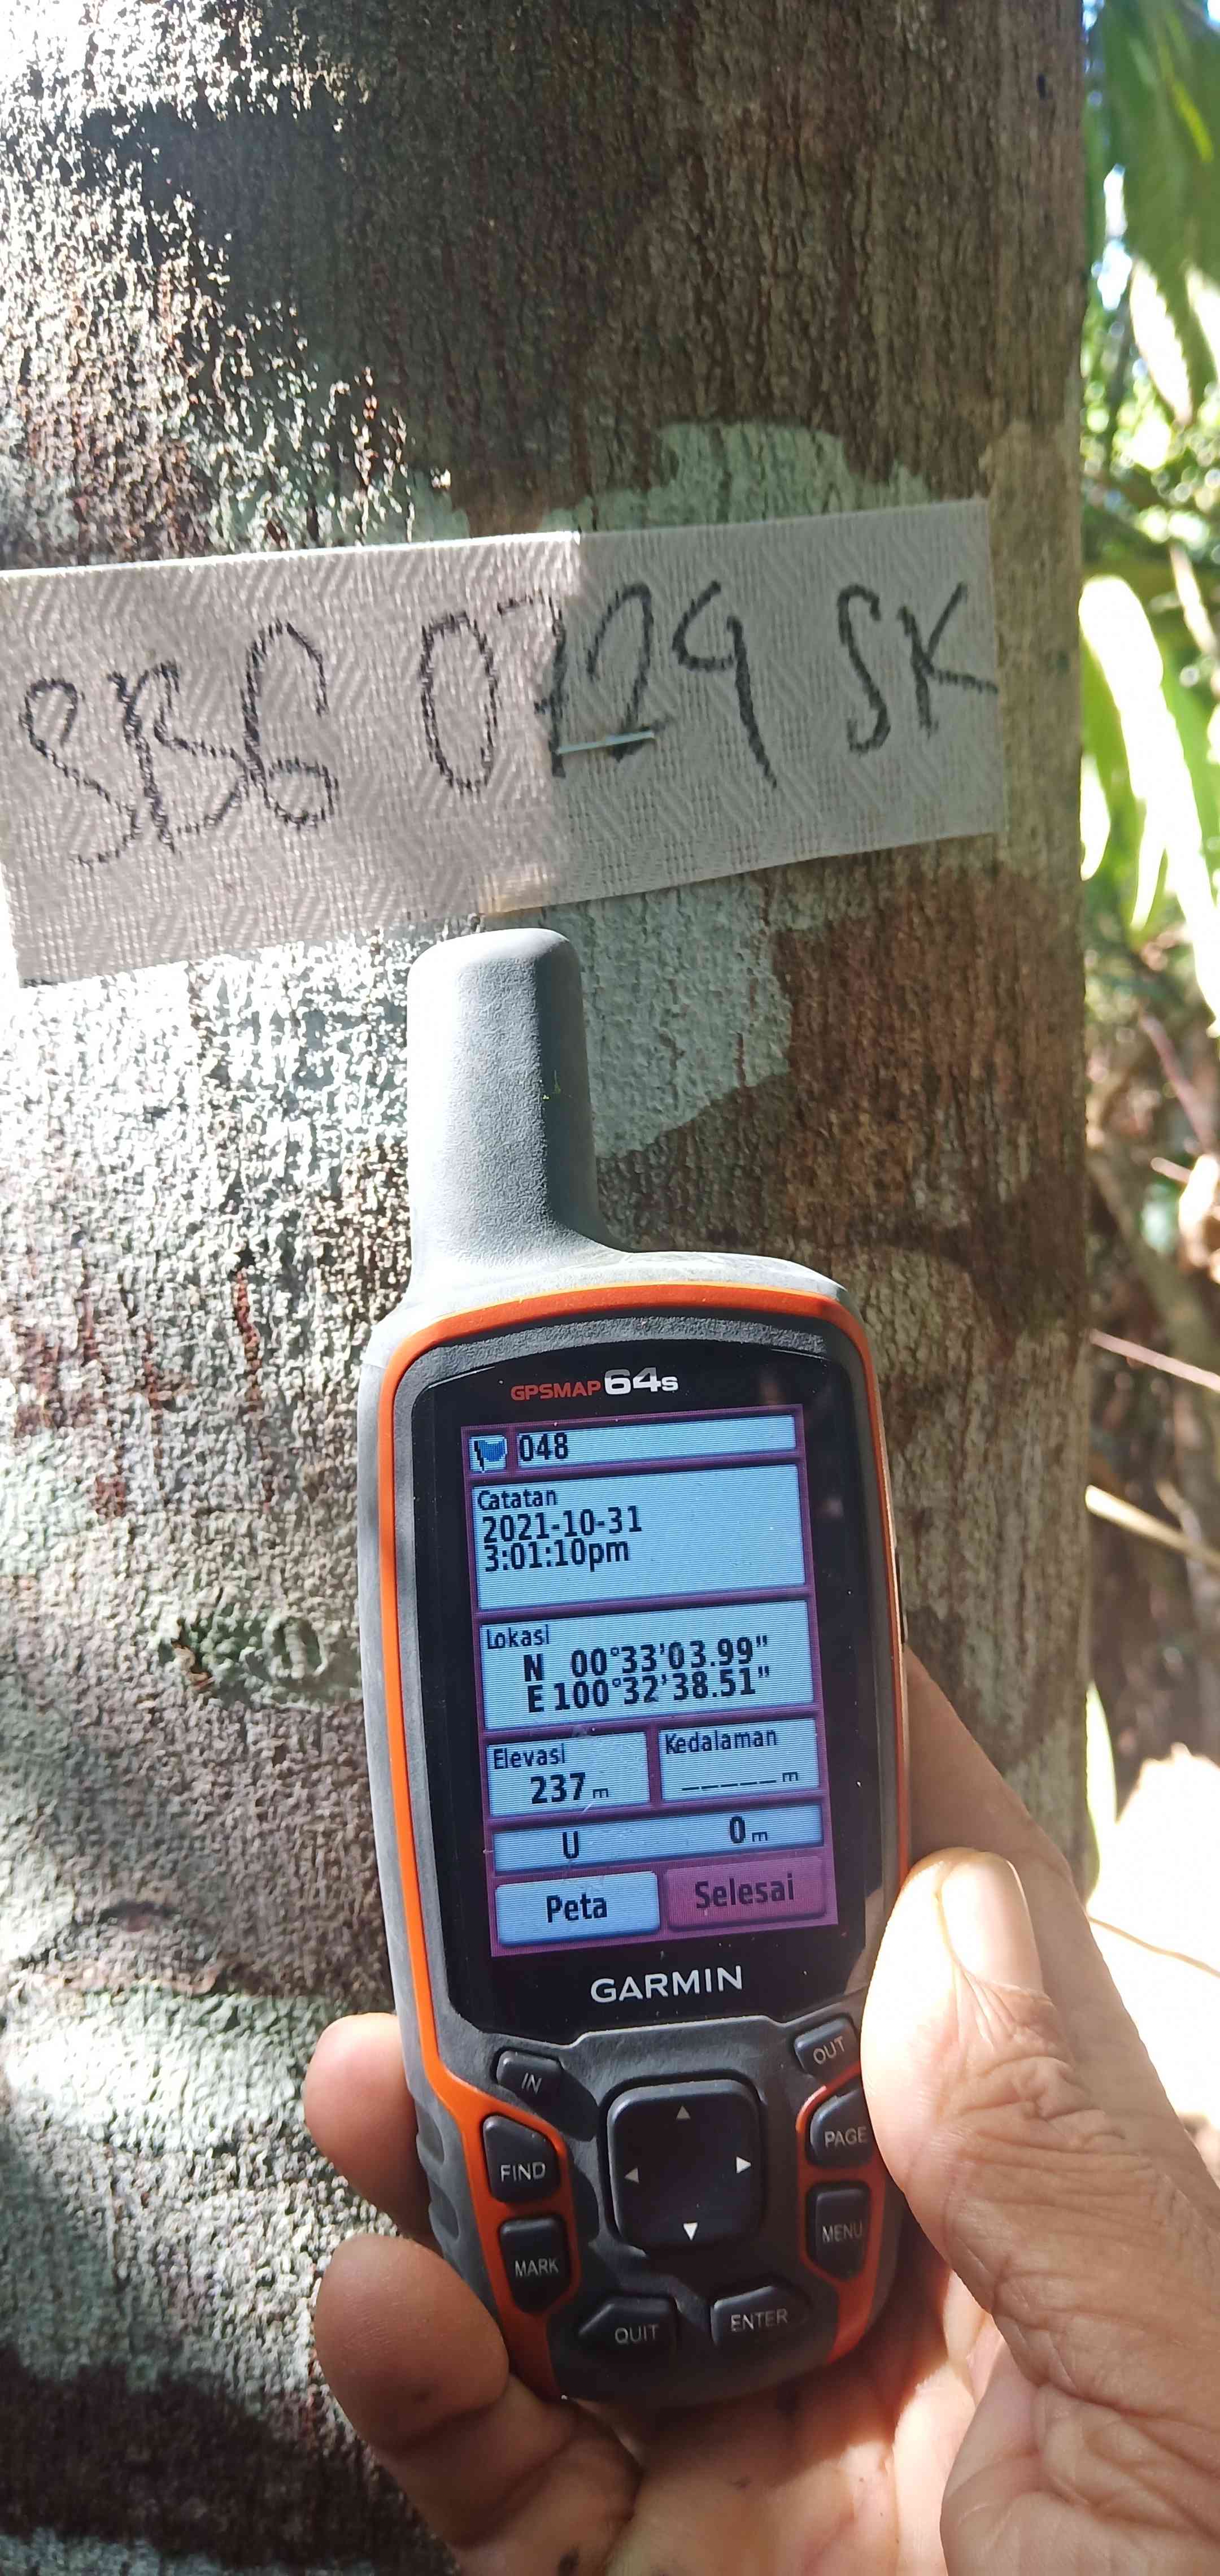 SBG 0729 SK
GPSMAP 64s
048
Catatan
2021-10-31
3:01:10pm
Lokasi
N 00°33'03.99"
E 100°32'38.51"
Elevasi
237 m
Kedalaman
_____ m
U 0 m
Peta
Selesai
GARMIN
IN
OUT
FIND
PAGE
MARK
MENU
QUIT
ENTER